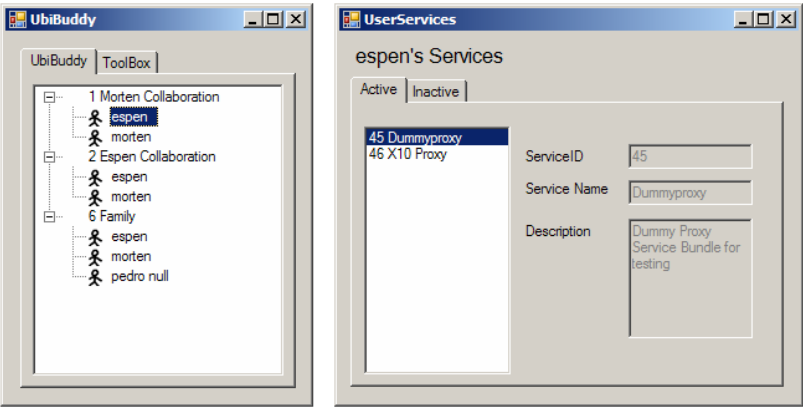 UbiBuddy
UbiBuddy ToolBox
1 Morten Collaboration
espen
morten
2 Espen Collaboration
espen
morten
6 Family
espen
morten
pedro null
UserServices
espen's Services
Active Inactive
45 Dummyproxy
46 X10 Proxy
ServiceID 45
Service Name Dummyproxy
Description Dummy Proxy
Service Bundle for
testing